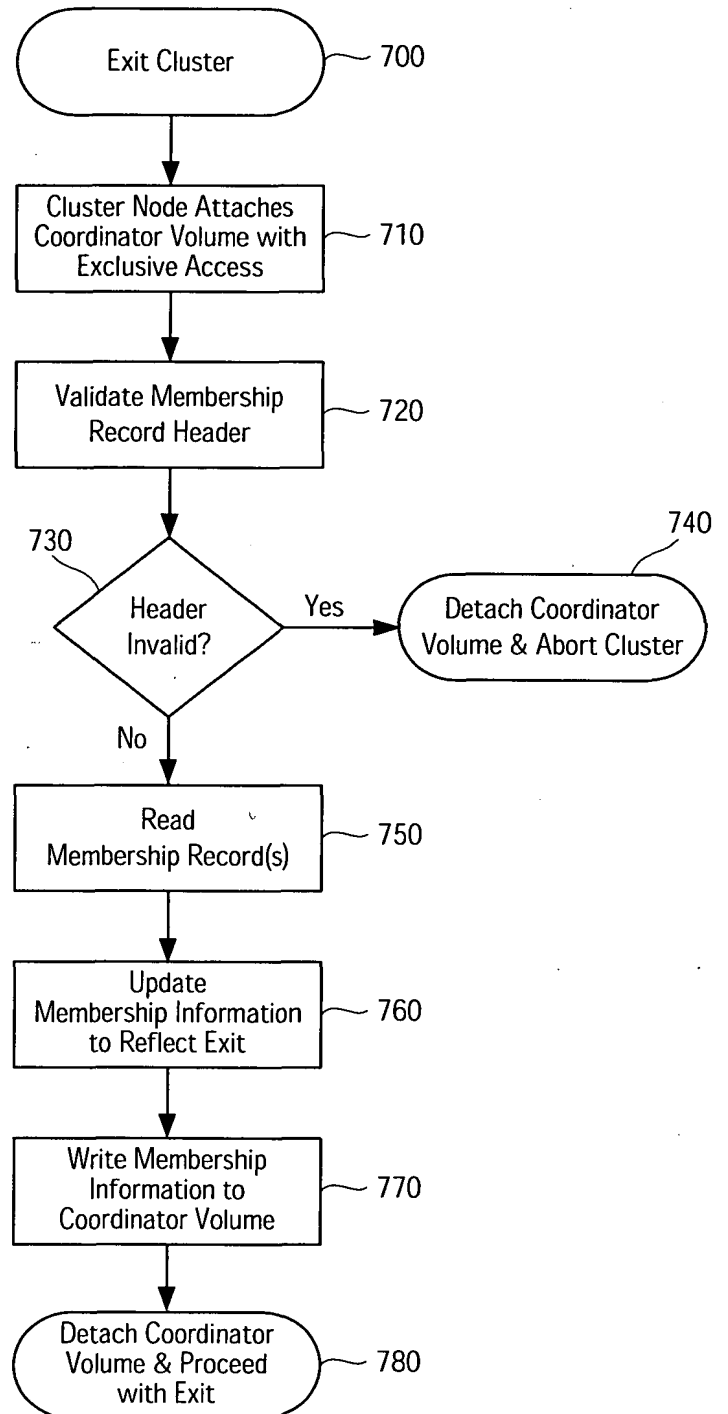 Exit Cluster
700
Cluster Node Attaches
Coordinator Volume with
Exclusive Access
710
Validate Membership
Record Header
720
730
Header
Invalid?
Yes
740
Detach Coordinator
Volume & Abort Cluster
No
Read
Membership Record(s)
750
Update
Membership Information
to Reflect Exit
760
Write Membership
Information to
Coordinator Volume
770
Detach Coordinator
Volume & Proceed
with Exit
780